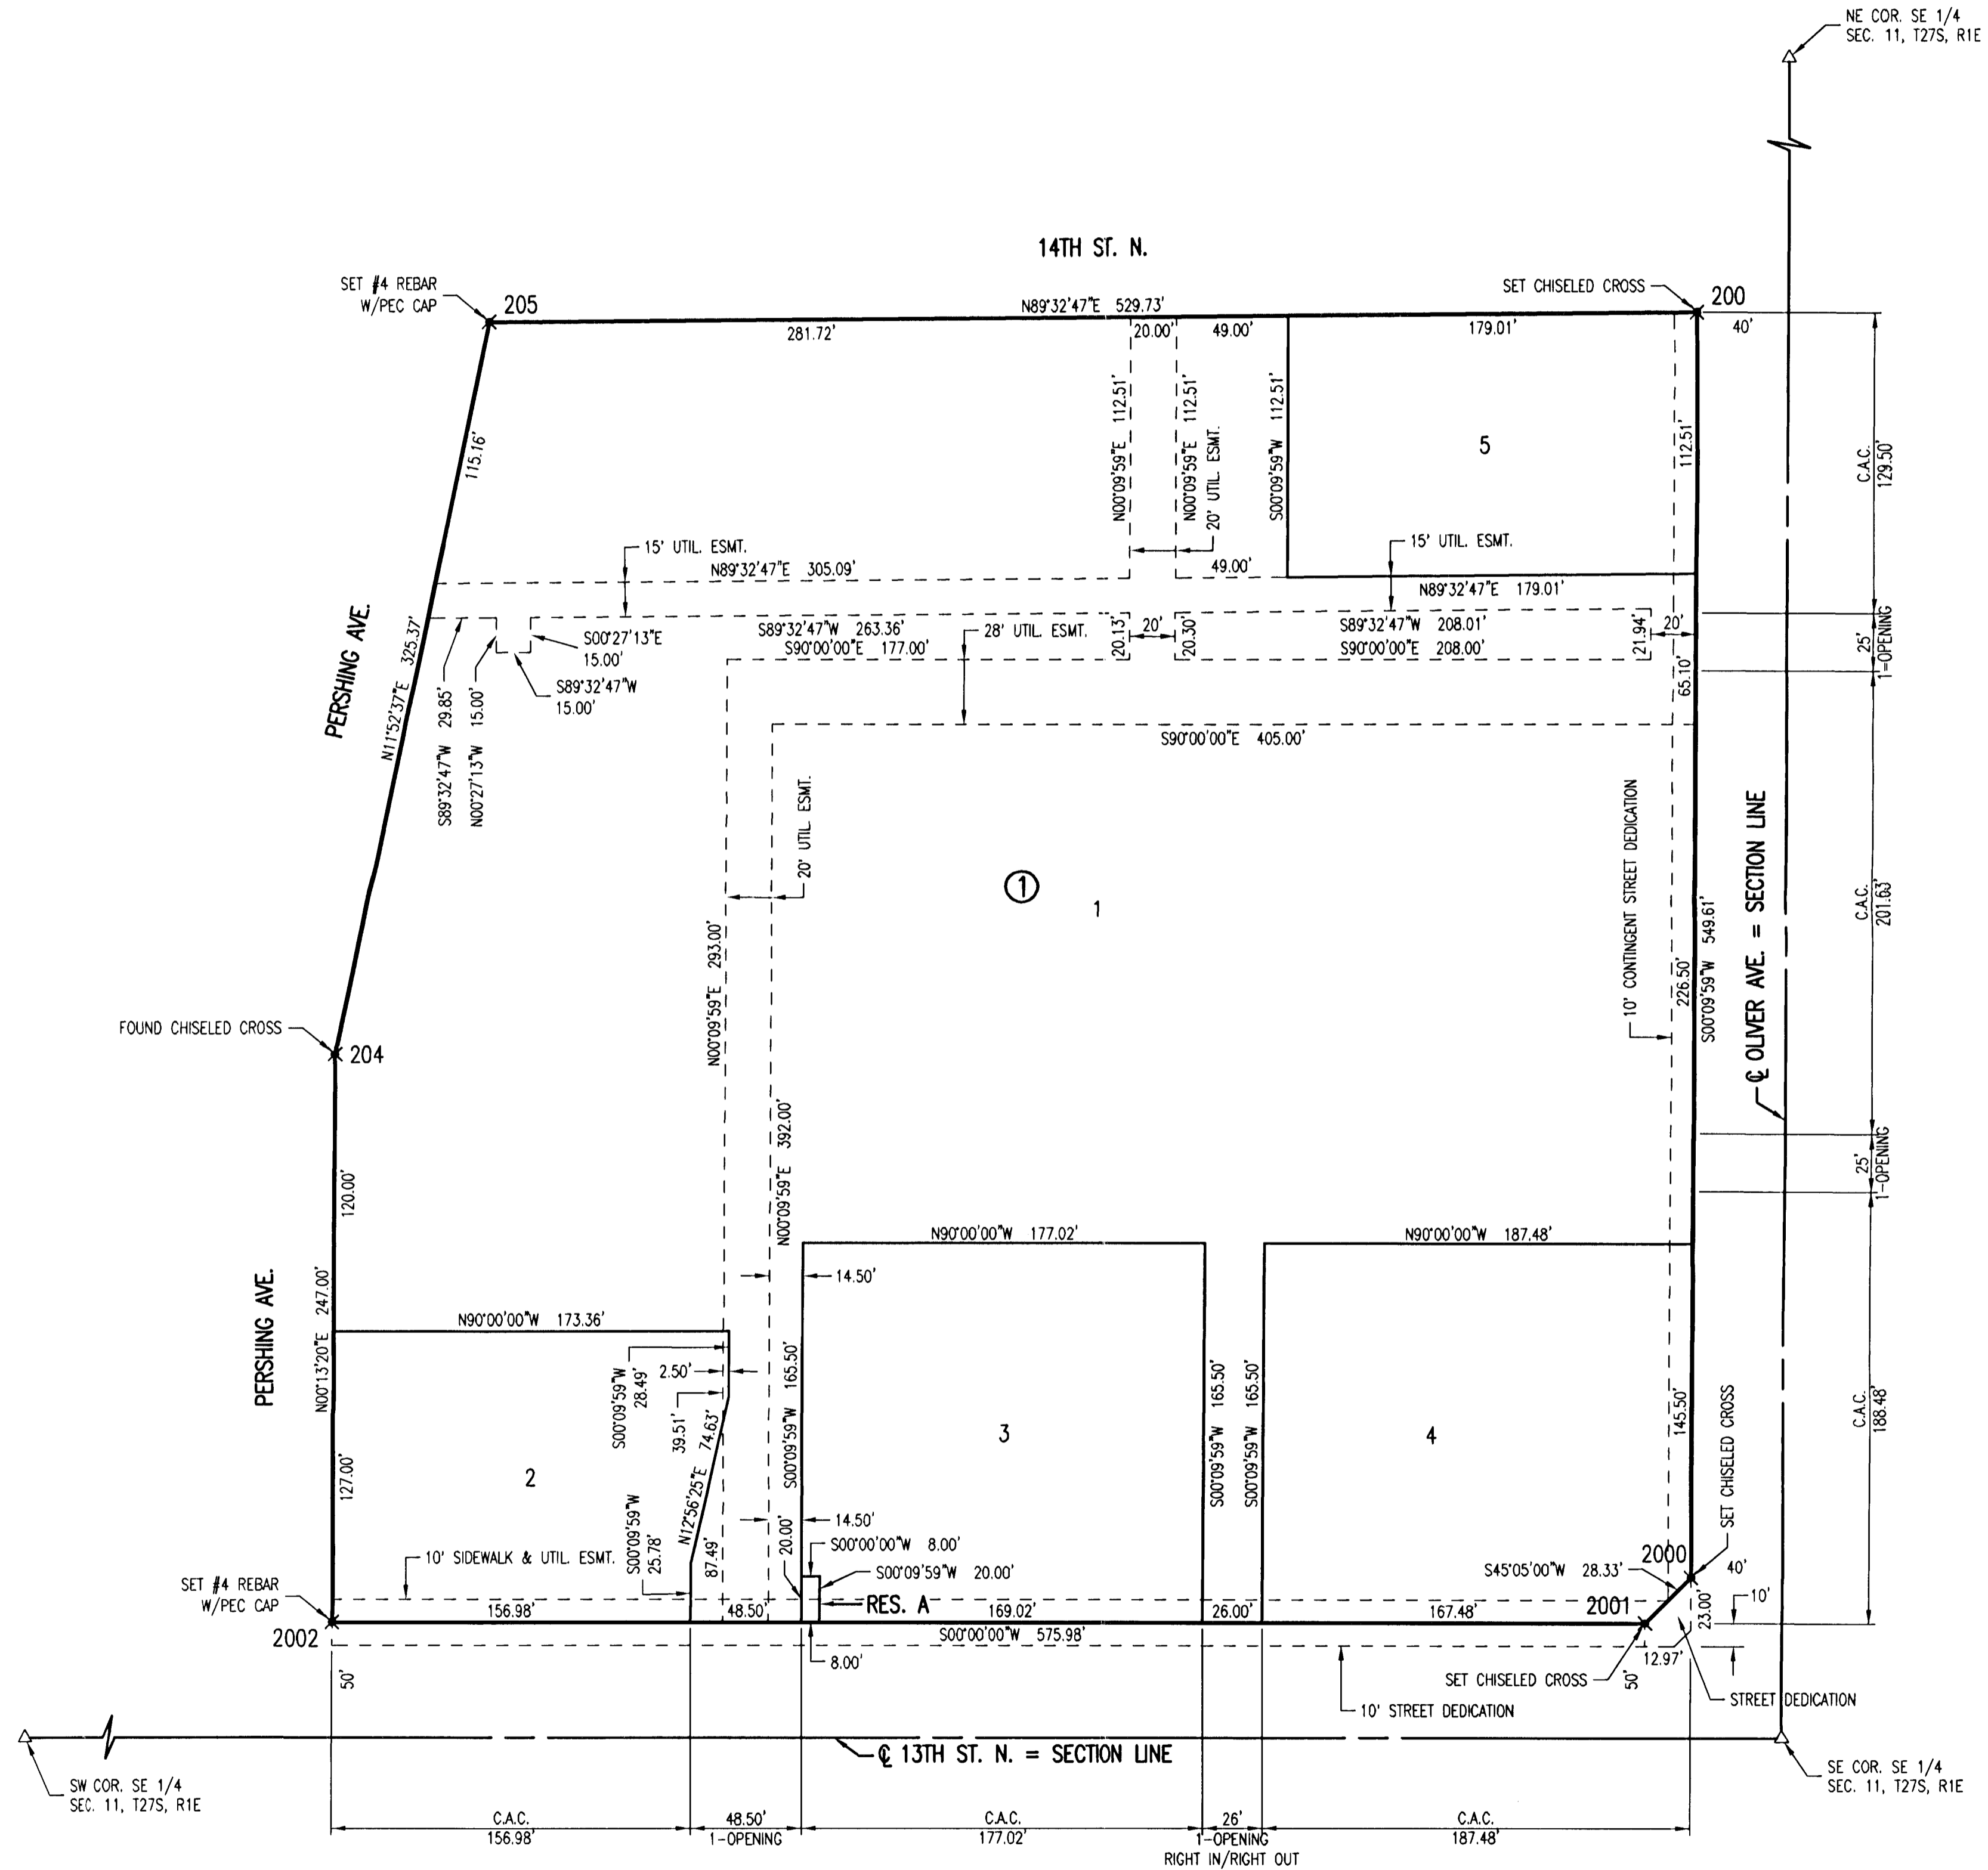 NE COR. SE 1/4
SEC. 11, T27S, R1E
14TH ST. N.
SET #4 REBAR
W/PEC CAP
205
N89°32'47"E 529.73'
SET CHISELED CROSS
200
281.72'
20.00'
49.00'
179.01'
40'
115.16'
N00°09'59"E 112.51'
N00°09'59"E 112.51'
20' UTIL. ESMT.
S00°09'59"W 112.51'
5
112.51'
C.A.C.
129.50'
15' UTIL. ESMT.
N89°32'47"E 305.09'
49.00'
15' UTIL. ESMT.
N89°32'47"E 179.01'
PERSHING AVE.
N11°52'37"E 325.37'
S00°27'13"E
15.00'
S89°32'47"W 263.36'
S90°00'00"E 177.00'
28' UTIL. ESMT.
20.13'
20'
20.30'
S89°32'47"W 208.01'
S90°00'00"E 208.00'
21.94'
20'
25'
1=OPENING
S89°32'47"W
15.00'
S89°32'47"W 29.85'
N00°27'13"W 15.00'
65.10'
S90°00'00"E 405.00'
20' UTIL. ESMT.
10' CONTINGENT STREET DEDICATION
℄ OLIVER AVE. = SECTION LINE
1
1
N00°09'59"E 293.00'
226.50'
S00°09'59"W 549.61'
C.A.C.
201.63'
FOUND CHISELED CROSS
204
N00°09'59"E 392.00'
120.00'
25'
1-OPENING
N90°00'00"W 177.02'
N90°00'00"W 187.48'
14.50'
PERSHING AVE.
N00°13'20"E 247.00'
N90°00'00"W 173.36'
S00°09'59"W
28.49'
2.50'
39.51'
S00°09'59"W 165.50'
S00°09'59"W 165.50'
S00°09'59"W 165.50'
145.50'
SET CHISELED CROSS
C.A.C.
188.48'
127.00'
2
N12°56'25"E 74.63'
3
4
S00°09'59"W
25.78'
87.49'
20.00'
14.50'
S00°00'00"W 8.00'
S00°09'59"W 20.00'
10' SIDEWALK & UTIL. ESMT.
2000
S45°05'00"W 28.33'
40'
SET #4 REBAR
W/PEC CAP
2002
156.98'
48.50'
RES. A
169.02'
26.00'
167.48'
2001
23.00'
10'
S00°00'00"W 575.98'
8.00'
12.97'
50'
SET CHISELED CROSS
50'
STREET DEDICATION
10' STREET DEDICATION
℄ 13TH ST. N. = SECTION LINE
SW COR. SE 1/4
SEC. 11, T27S, R1E
SE COR. SE 1/4
SEC. 11, T27S, R1E
C.A.C.
156.98'
48.50'
1-OPENING
C.A.C.
177.02'
26'
1-OPENING
RIGHT IN/RIGHT OUT
C.A.C.
187.48'